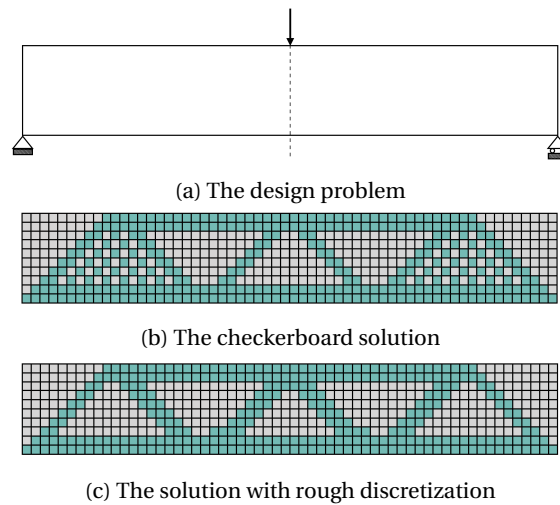 (a) The design problem
(b) The checkerboard solution
(c) The solution with rough discretization